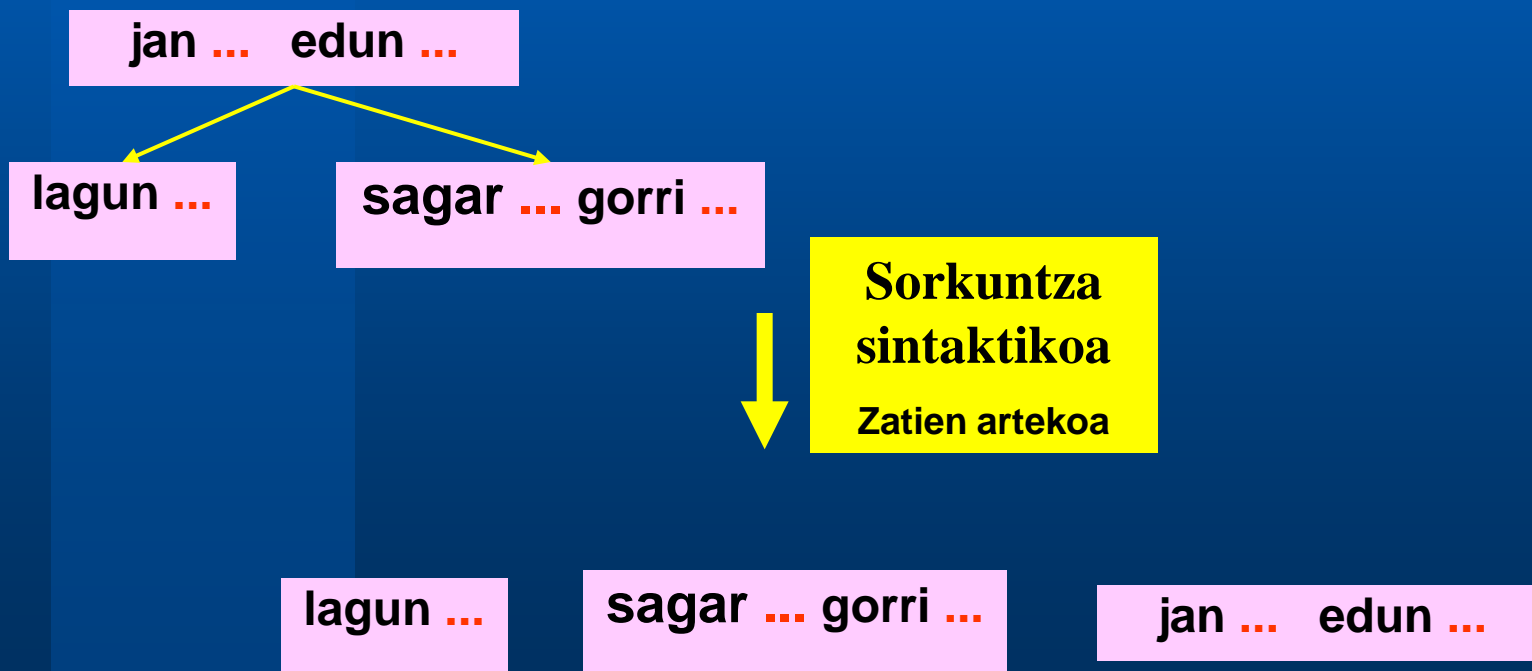 jan ... edun ...
lagun ...
sagar ... gorri ...
Sorkuntza
sintaktikoa
Zatien artekoa
lagun ...
sagar ... gorri ...
jan ... edun ...